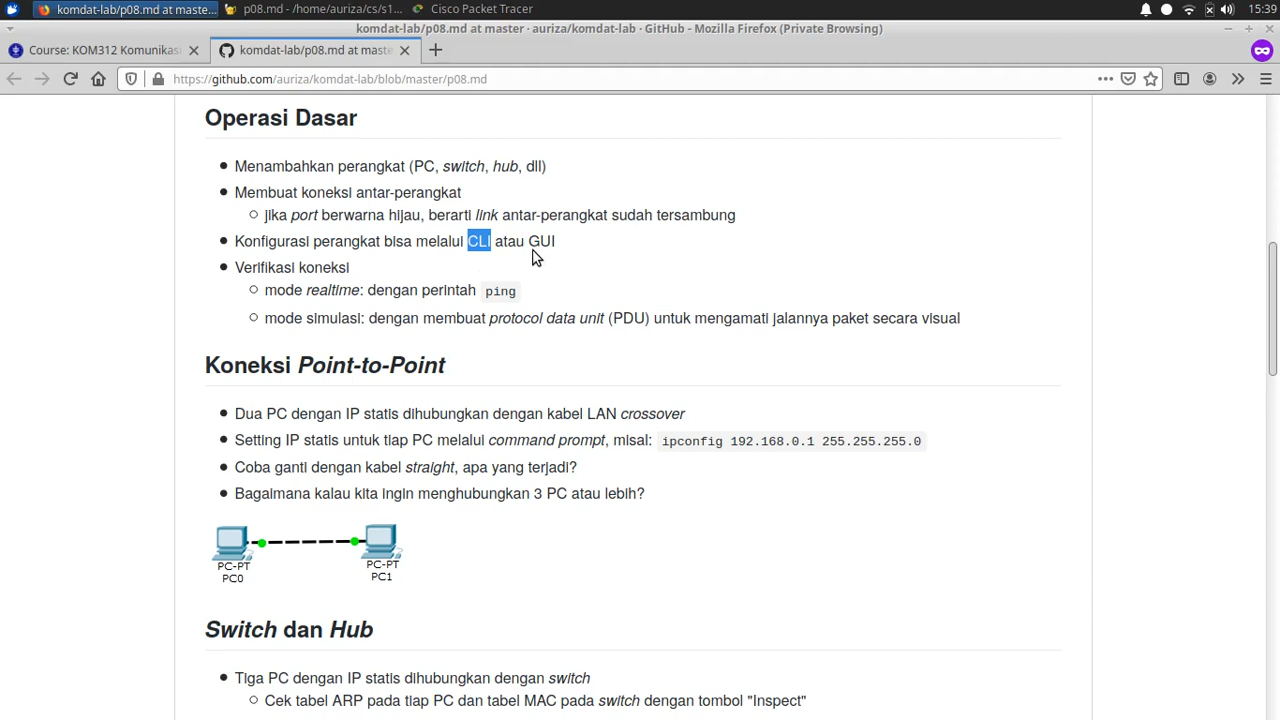 komdat-lab/p08.md at maste...
p08.md - /home/auriza/cs/s1...
Cisco Packet Tracer
15:39
komdat-lab/p08.md at master · auriza/komdat-lab · GitHub - Mozilla Firefox (Private Browsing)
Course: KOM312 Komunikas
komdat-lab/p08.md at maste
https://github.com/auriza/komdat-lab/blob/master/p08.md
Operasi Dasar
Menambahkan perangkat (PC, switch, hub, dll)
Membuat koneksi antar-perangkat
jika port berwarna hijau, berarti link antar-perangkat sudah tersambung
Konfigurasi perangkat bisa melalui CLI atau GUI
Verifikasi koneksi
mode realtime: dengan perintah ping
mode simulasi: dengan membuat protocol data unit (PDU) untuk mengamati jalannya paket secara visual
Koneksi Point-to-Point
Dua PC dengan IP statis dihubungkan dengan kabel LAN crossover
Setting IP statis untuk tiap PC melalui command prompt, misal: ipconfig 192.168.0.1 255.255.255.0
Coba ganti dengan kabel straight, apa yang terjadi?
Bagaimana kalau kita ingin menghubungkan 3 PC atau lebih?
PC-PT
PC0
PC-PT
PC1
Switch dan Hub
Tiga PC dengan IP statis dihubungkan dengan switch
Cek tabel ARP pada tiap PC dan tabel MAC pada switch dengan tombol "Inspect"